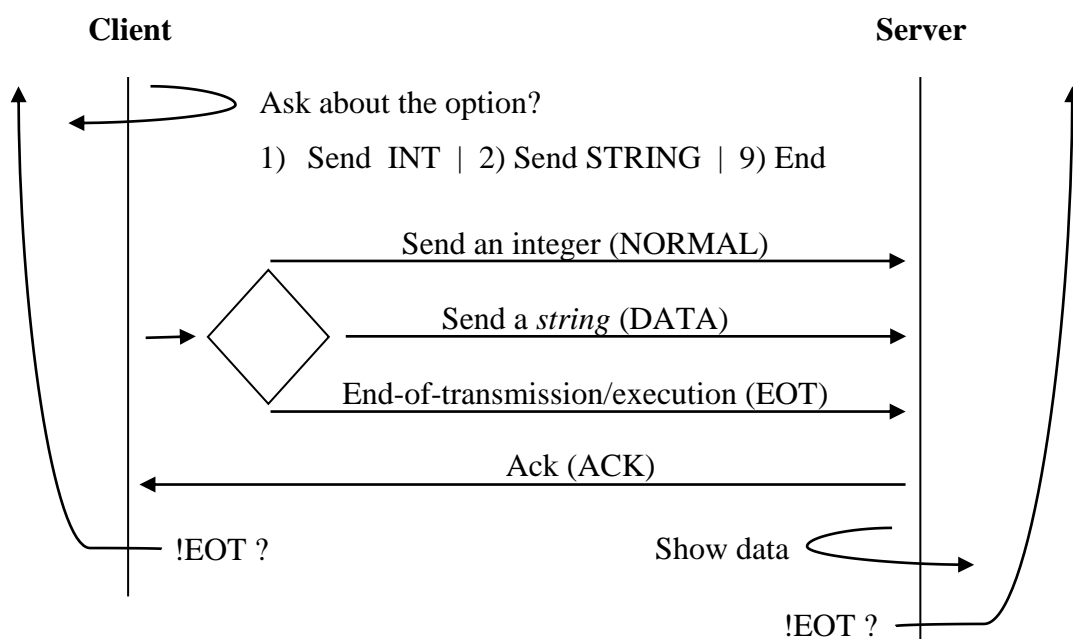 Client
Server
Ask about the option?
1) Send INT | 2) Send STRING | 9) End
Send an integer (NORMAL)
Send a string (DATA)
End-of-transmission/execution (EOT)
Ack (ACK)
!EOT ?
Show data
!EOT ?